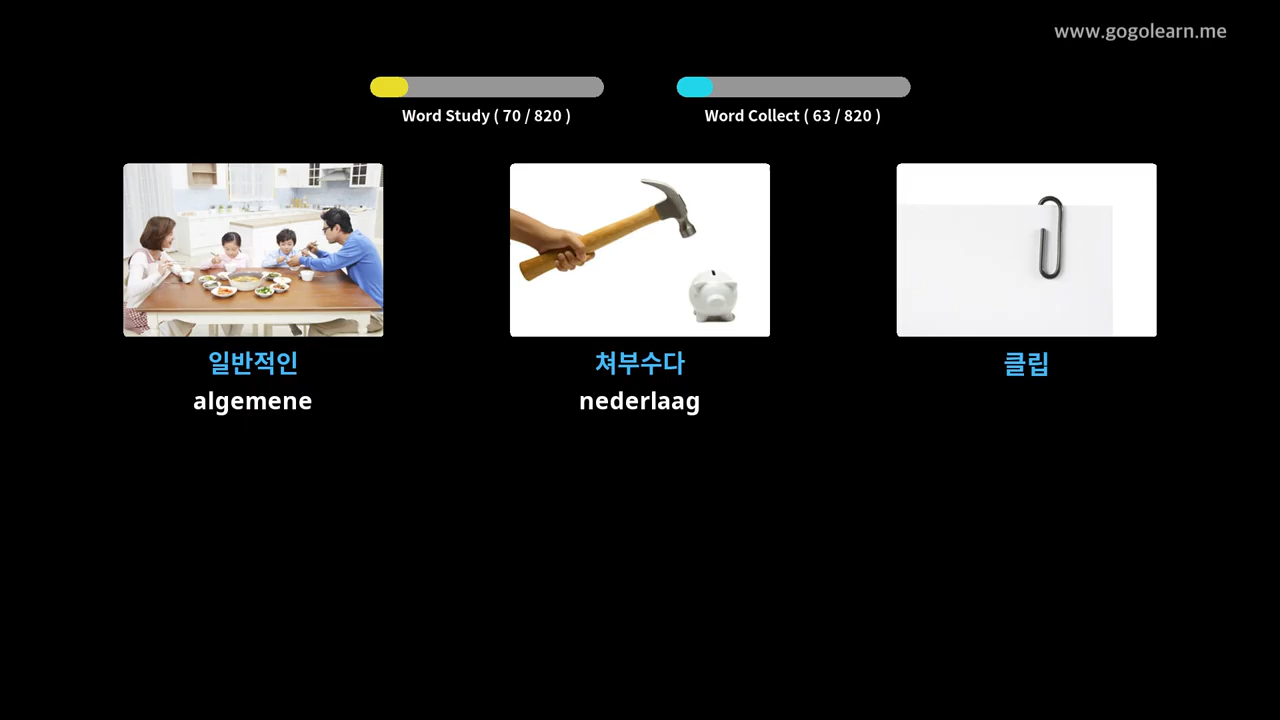 www.gogolearn.me
Word Study ( 70 / 820 )
Word Collect ( 63 / 820 )
일반적인
algemene
쳐부수다
nederlaag
클립